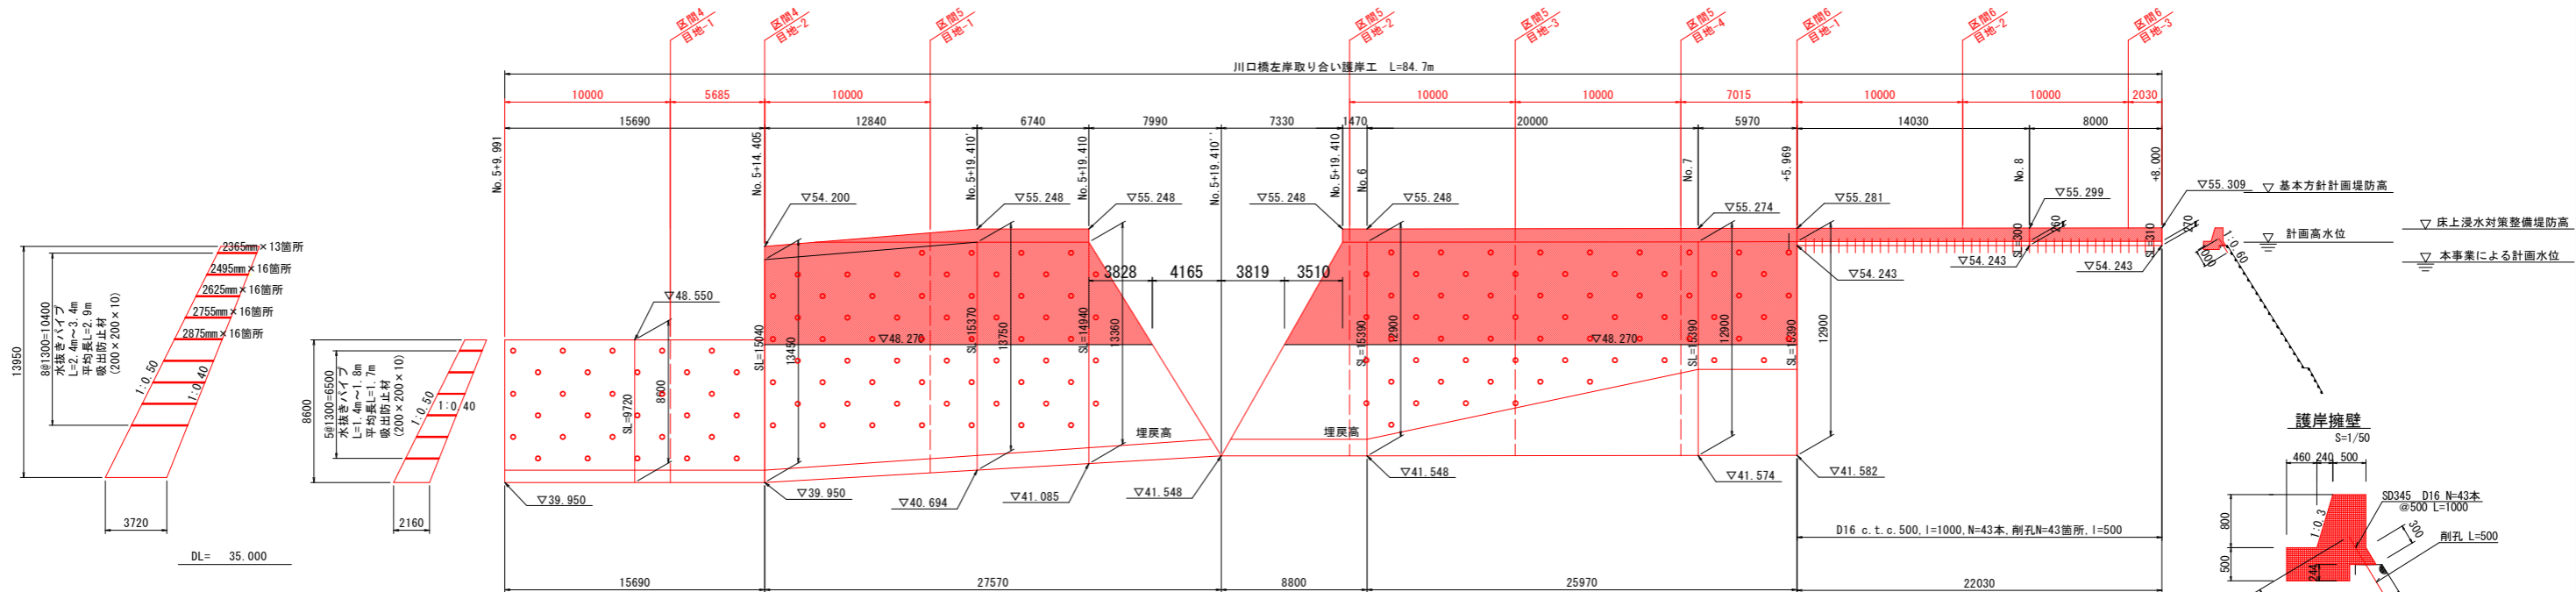 区間4
目地-1
区間4
目地-2
区間5
目地-1
区間5
目地-2
区間5
目地-3
区間5
目地-4
区間6
目地-1
区間6
目地-2
区間6
目地-3
川口橋左岸取り合い護岸工 L=84.7m
10000
5685
10000
10000
10000
7015
10000
10000
2030
15690
12840
6740
7990
7330
1470
20000
5970
14030
8000
No.5+9.991
No.5+14.405
No.5+19.410'
No.5+19.410
No.5+19.410''
No.5+19.410
No.6
No.7
+5.969
No.8
+8.000
▽54.200
▽55.248
▽55.248
▽55.248
▽55.248
▽55.274
▽55.281
▽55.299
▽55.309
▽ 基本方針計画堤防高
▽ 床上浸水対策整備堤防高
▽ 計画高水位
▽ 本事業による計画水位
SL=300
260
SL=310
270
▽54.243
▽54.243
▽54.243
1:0.60
1000
3828
4165
3819
3510
2365mm×13箇所
2495mm×16箇所
2625mm×16箇所
2755mm×16箇所
2875mm×16箇所
13950
8@1300=10400
水抜きパイプ
L=2.4m～3.4m
平均長L=2.9m
吸出防止材
(200×200×10)
1:0.50
1:0.40
3720
8600
5@1300=6500
水抜きパイプ
L=1.4m～1.8m
平均長L=1.7m
吸出防止材
(200×200×10)
1:0.50
1:0.40
2160
DL= 35.000
▽48.550
SL=9720
8600
SL=15040
13450
▽48.270
SL=15370
13750
SL=14940
13360
SL=15390
12900
▽48.270
SL=15390
12900
SL=15390
12900
埋戻高
埋戻高
▽39.950
▽39.950
▽40.694
▽41.085
▽41.548
▽41.548
▽41.574
▽41.582
D16 c.t.c.500,l=1000,N=43本,削孔N=43箇所,l=500
15690
27570
8800
25970
22030
護岸擁壁
S=1/50
460
240
500
SD345 D16 N=43本
@500 L=1000
800
1:0.3
300
削孔 L=500
500
244